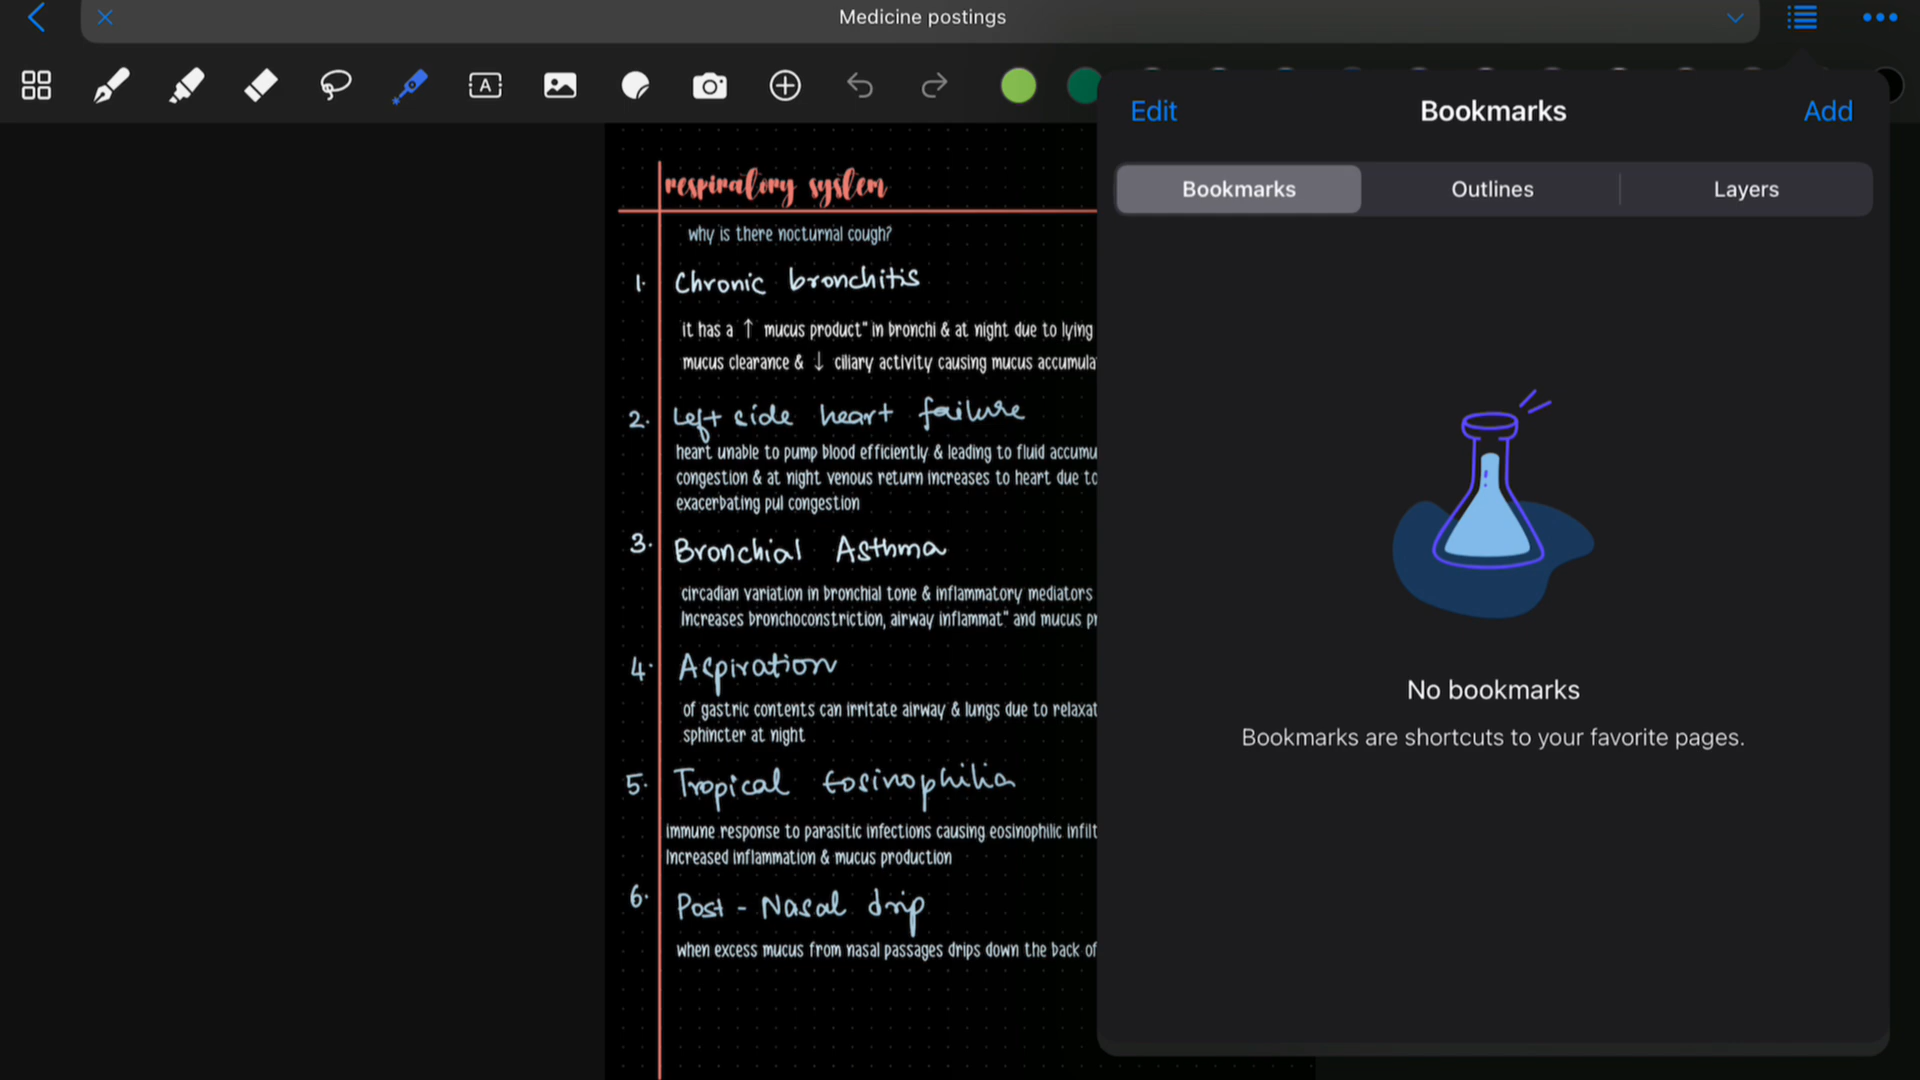 Medicine postings
A
Edit
Bookmarks
Add
Bookmarks
Outlines
Layers
respiratory system
why is there nocturnal cough?
1. Chronic bronchitis
it has a ↑ mucus product" in bronchi & at night due to lying
mucus clearance & ↓ ciliary activity causing mucus accumula
2. Left side heart failure
heart unable to pump blood efficiently & leading to fluid accumu
congestion & at night venous return increases to heart due to
exacerbating pul congestion
3. Bronchial Asthma
circadian variation in bronchial tone & inflammatory mediators
Increases bronchoconstriction, airway inflammat" and mucus pr
4. Aspiration
of gastric contents can irritate airway & lungs due to relaxat
sphincter at night
5. Tropical Eosinophilia
immune response to parasitic infections causing eosinophilic infilt
Increased inflammation & mucus production
6. Post - Nasal drip
when excess mucus from nasal passages drips down the back of
No bookmarks
Bookmarks are shortcuts to your favorite pages.